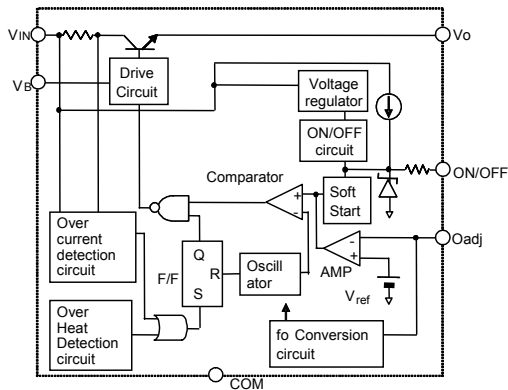 VIN
Vo
VB
Drive
Circuit
Voltage
regulator
ON/OFF
circuit
ON/OFF
Comparator
+
-
Soft
Start
Over
current
detection
circuit
Oadj
-
+
AMP
Vref
F/F
Q
R
S
Oscill
ator
Over
Heat
Detection
circuit
fo Conversion
circuit
COM